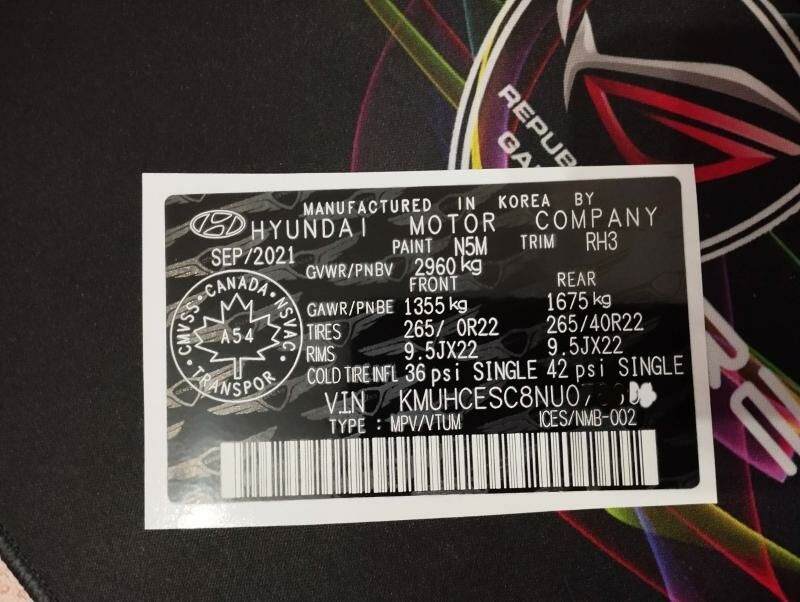 REPUB
GA
MANUFACTURED IN KOREA BY
HYUNDAI MOTOR COMPANY
SEP/2021
PAINT N5M TRIM RH3
GVWR/PNBV 2960 kg
FRONT REAR
GAWR/PNBE 1355 kg 1675 kg
TIRES 265/ 0R22 265/40R22
RIMS 9.5JX22 9.5JX22
COLD TIRE INFL 36 psi SINGLE 42 psi SINGLE
CMVSS • CANADA • NSVAC • TRANSPOR •
A54
VIN KMUHCESC8NU0
TYPE : MPV/VTUM ICES/NMB-002